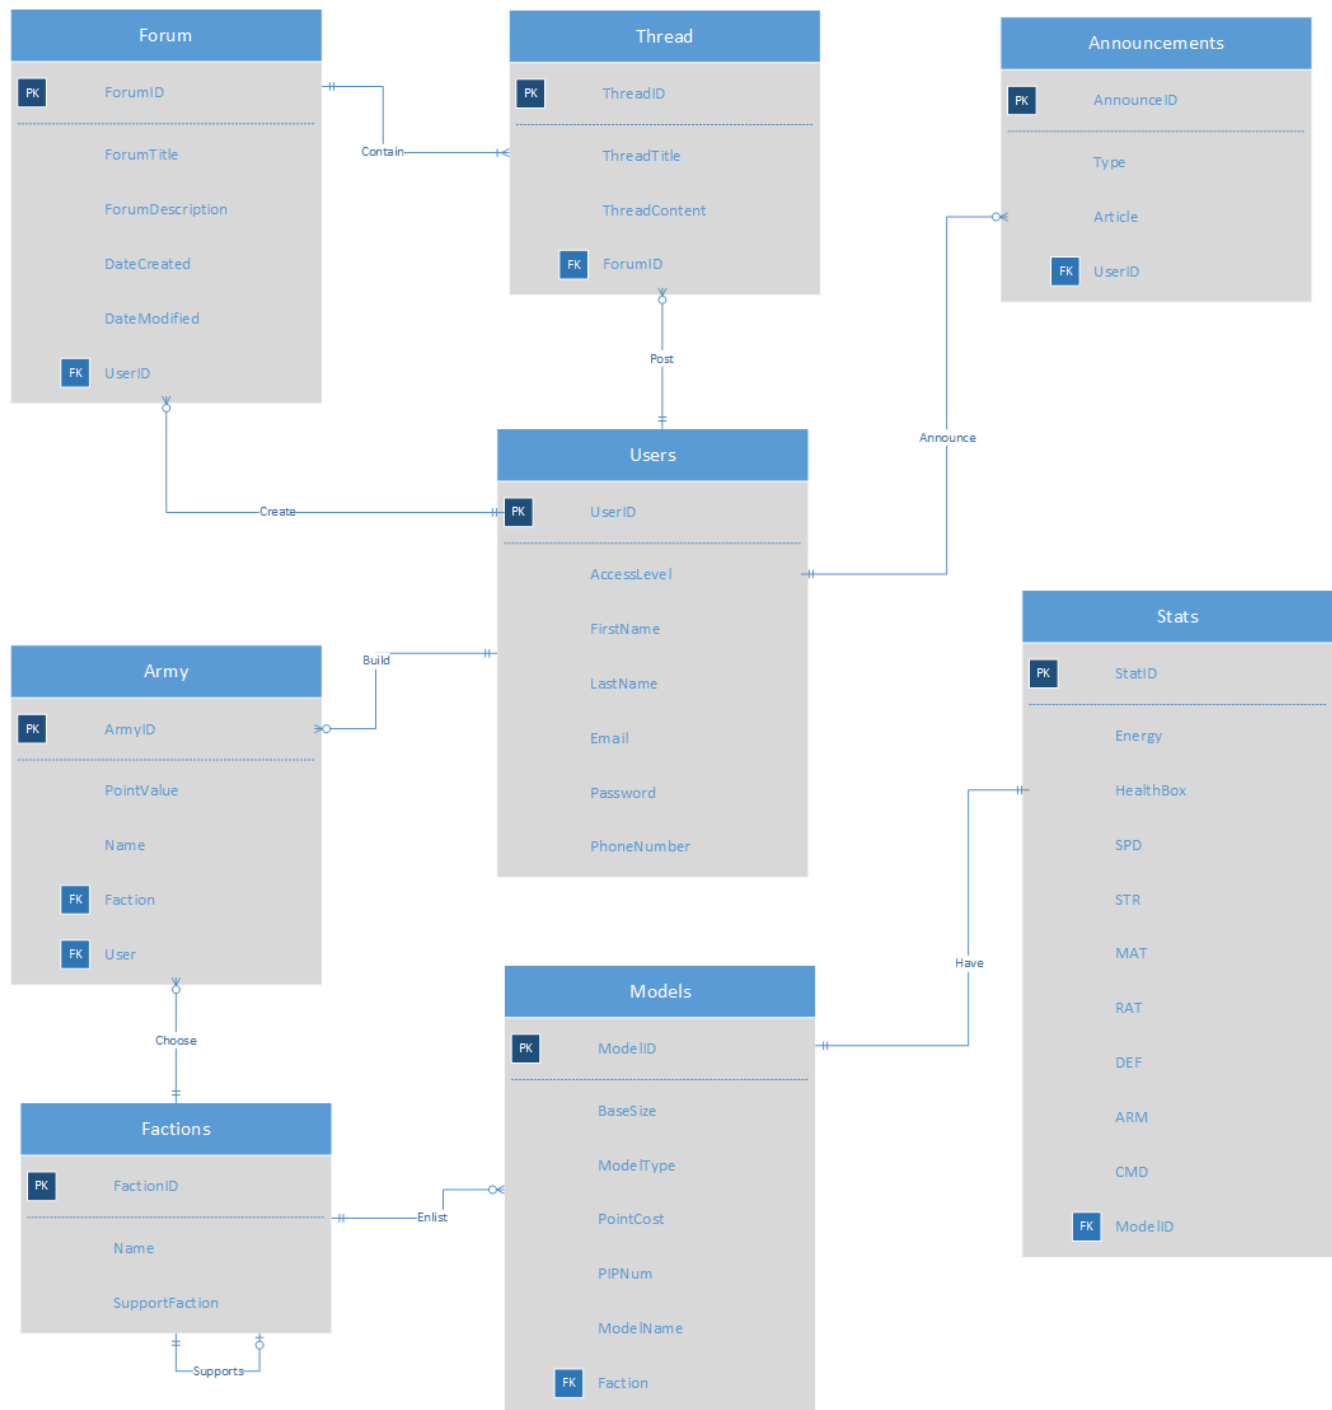 Forum
PK ForumID
ForumTitle
ForumDescription
DateCreated
DateModified
FK UserID
Contain
Thread
PK ThreadID
ThreadTitle
ThreadContent
FK ForumID
Announcements
PK AnnounceID
Type
Article
FK UserID
Post
Announce
Create
Users
PK UserID
AccessLevel
FirstName
LastName
Email
Password
PhoneNumber
Build
Army
PK ArmyID
PointValue
Name
FK Faction
FK User
Stats
PK StatID
Energy
HealthBox
SPD
STR
MAT
RAT
DEF
ARM
CMD
FK ModelID
Have
Choose
Models
PK ModelID
BaseSize
ModelType
PointCost
PIPNum
ModelName
FK Faction
Factions
PK FactionID
Name
SupportFaction
Enlist
Supports